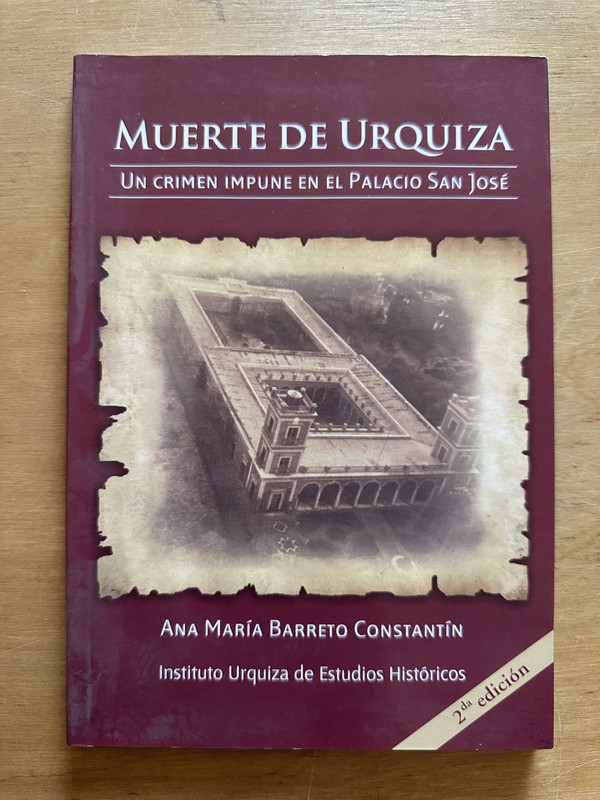 MUERTE DE URQUIZA
UN CRIMEN IMPUNE EN EL PALACIO SAN JOSÉ
ANA MARÍA BARRETO CONSTANTÍN
Instituto Urquiza de Estudios Históricos
2da edición